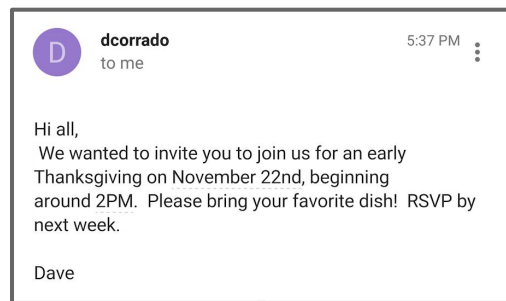 D
dcorrado
5:37 PM
to me
Hi all,
We wanted to invite you to join us for an early
Thanksgiving on November 22nd, beginning
around 2PM.  Please bring your favorite dish!  RSVP by
next week.
Dave